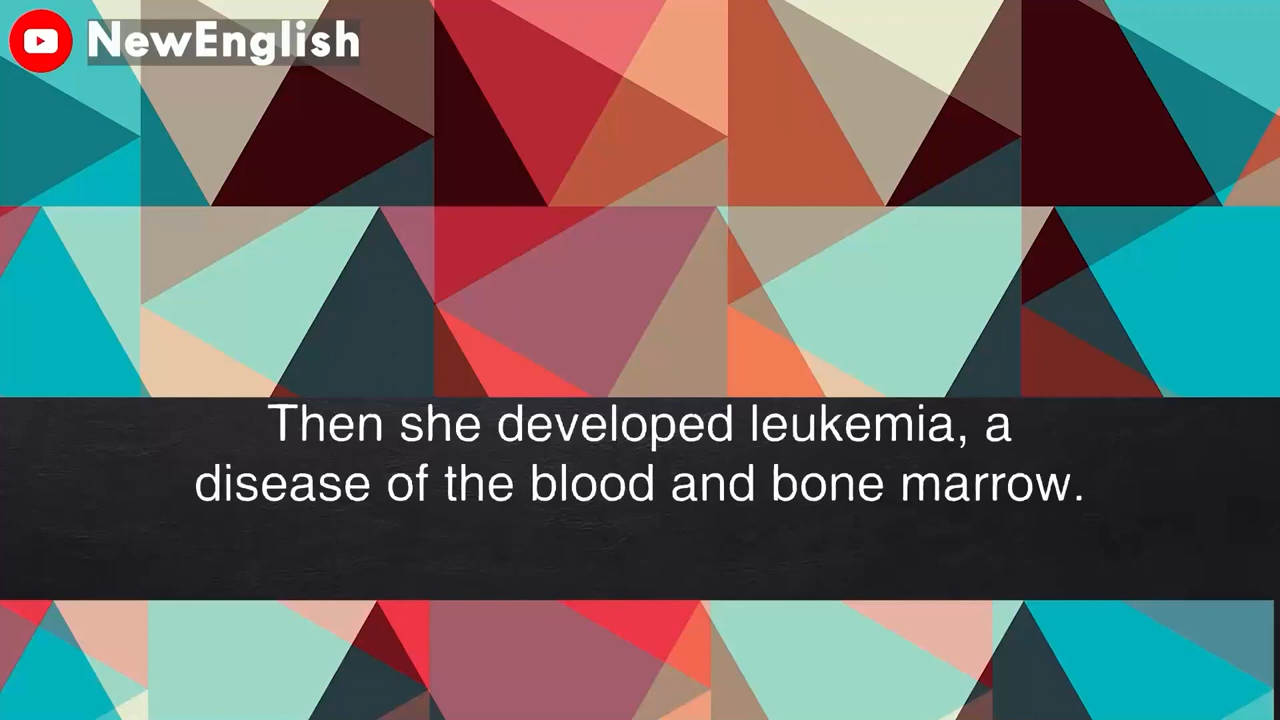 NewEnglish
Then she developed leukemia, a
disease of the blood and bone marrow.